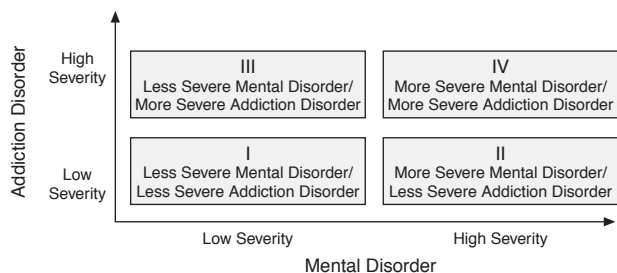 Addiction Disorder
High
Severity
III
Less Severe Mental Disorder/
More Severe Addiction Disorder
IV
More Severe Mental Disorder/
More Severe Addiction Disorder
Low
Severity
I
Less Severe Mental Disorder/
Less Severe Addiction Disorder
II
More Severe Mental Disorder/
Less Severe Addiction Disorder
Low Severity
High Severity
Mental Disorder